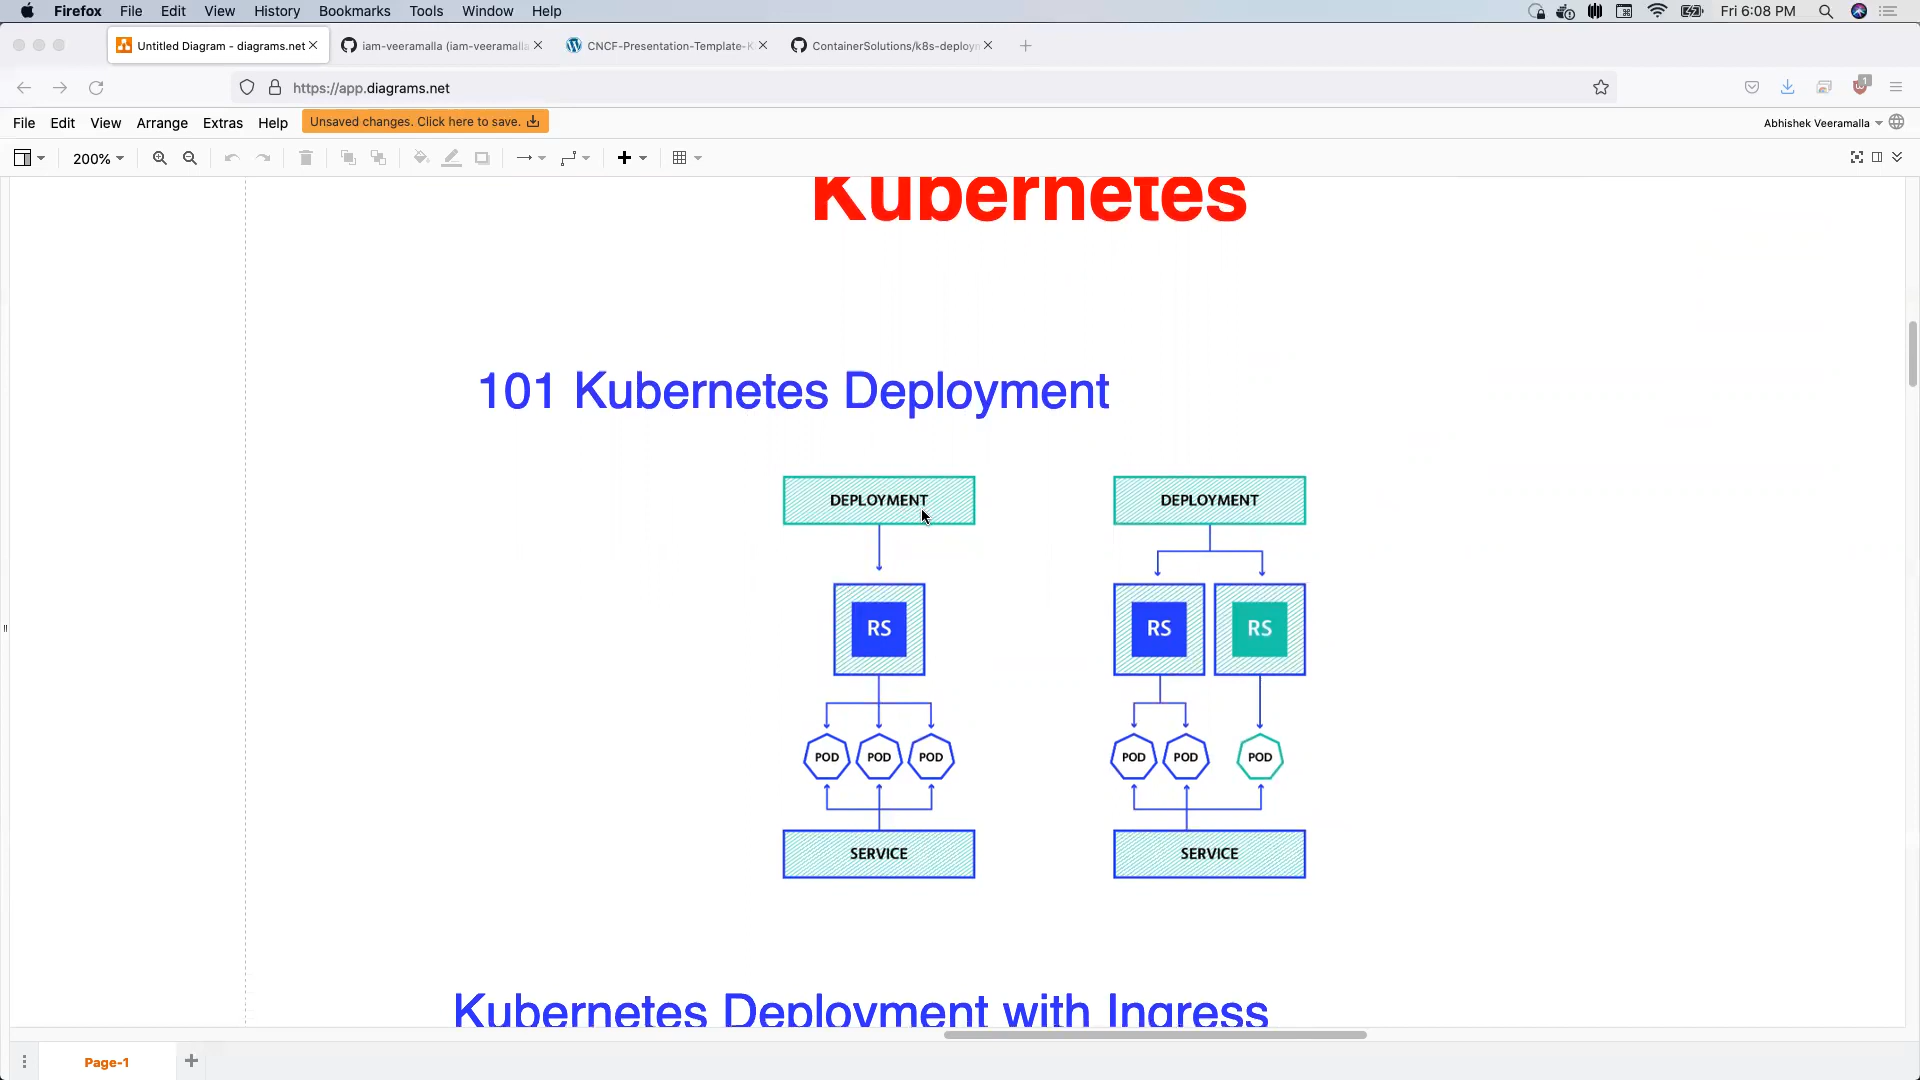 Firefox File Edit View History Bookmarks Tools Window Help Fri 6:08 PM
Untitled Diagram - diagrams.net iam-veeramalla (iam-veeramalla CNCF-Presentation-Template-K ContainerSolutions/k8s-deploym
https://app.diagrams.net 1
File Edit View Arrange Extras Help Unsaved changes. Click here to save. Abhishek Veeramalla
200%
Kubernetes
101 Kubernetes Deployment
DEPLOYMENT DEPLOYMENT
RS RS RS
POD POD POD POD POD POD
SERVICE SERVICE
Kubernetes Deployment with Ingress
Page-1